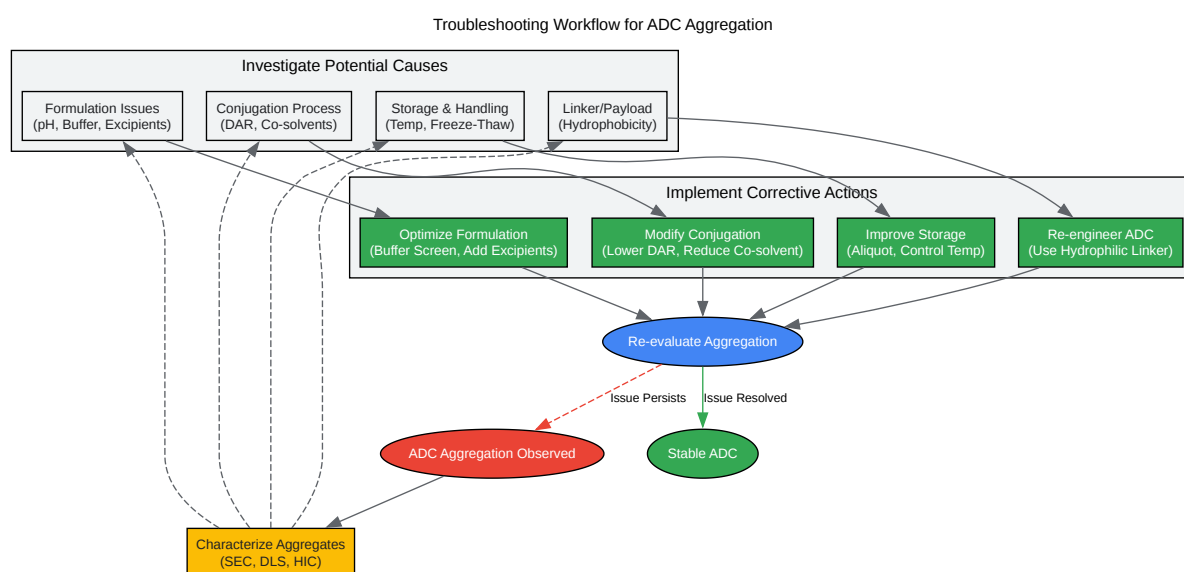 Troubleshooting Workflow for ADC Aggregation
Investigate Potential Causes
Formulation Issues
(pH, Buffer, Excipients)
Conjugation Process
(DAR, Co-solvents)
Storage & Handling
(Temp, Freeze-Thaw)
Linker/Payload
(Hydrophobicity)
Implement Corrective Actions
Optimize Formulation
(Buffer Screen, Add Excipients)
Modify Conjugation
(Lower DAR, Reduce Co-solvent)
Improve Storage
(Aliquot, Control Temp)
Re-engineer ADC
(Use Hydrophilic Linker)
Re-evaluate Aggregation
Issue Persists
Issue Resolved
ADC Aggregation Observed
Stable ADC
Characterize Aggregates
(SEC, DLS, HIC)